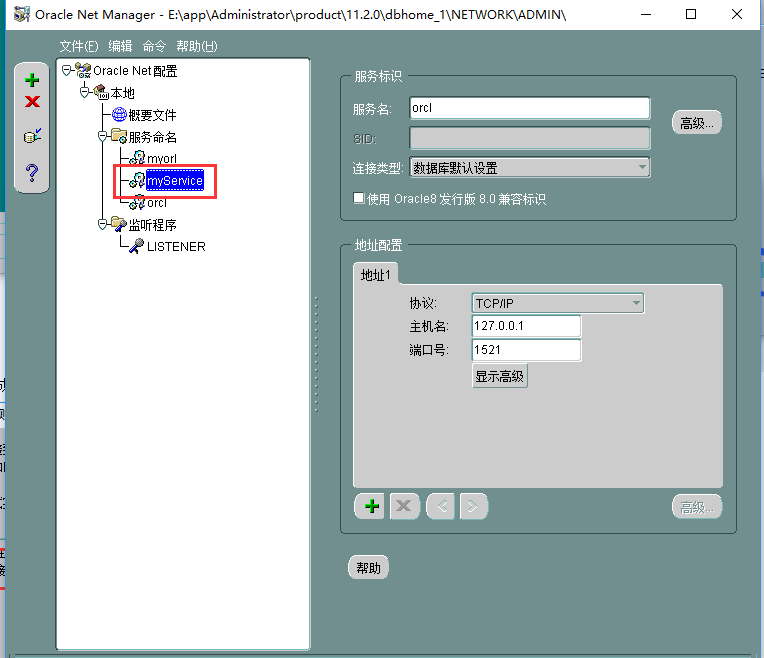 Oracle Net Manager - E:\app\Administrator\product\11.2.0\dbhome_1\NETWORK\ADMIN\
文件(F) 编辑 命令 帮助(H)
Oracle Net 配置
本地
概要文件
服务命名
myorl
myService
orcl
监听程序
LISTENER
服务标识
服务名: orcl
高级...
SID:
连接类型: 数据库默认设置
使用 Oracle8 发行版 8.0 兼容标识
地址配置
地址1
协议: TCP/IP
主机名: 127.0.0.1
端口号: 1521
显示高级
高级...
帮助